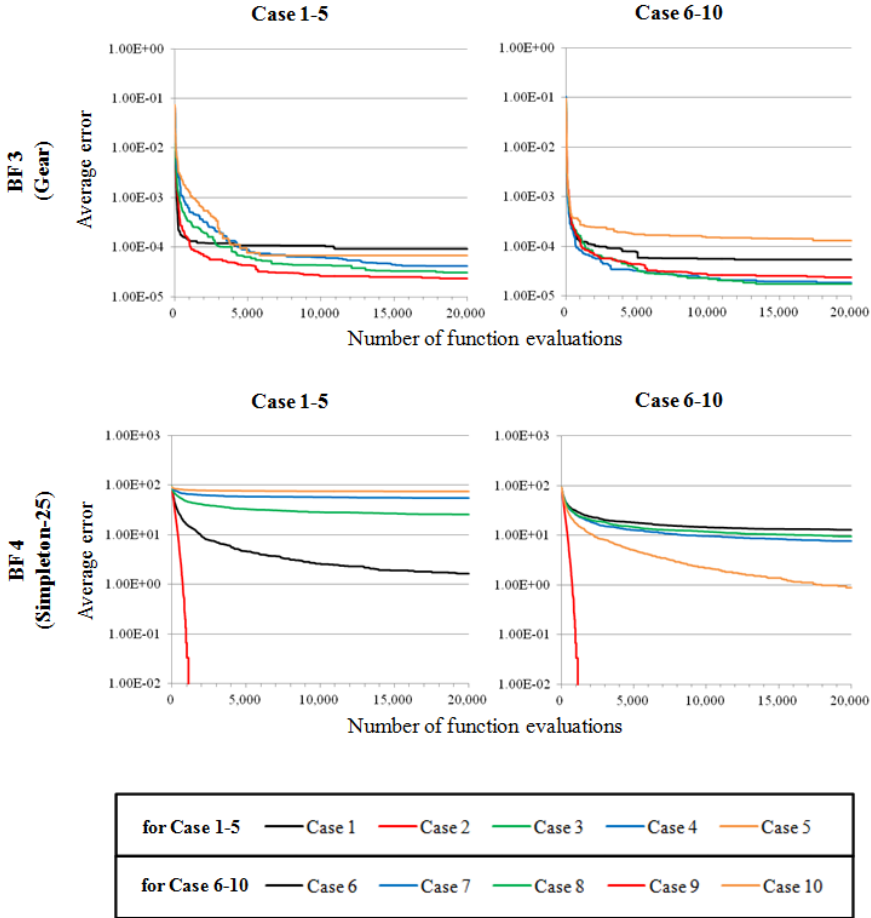 Case 1-5
Case 6-10
BF 3
(Gear)
Average error
1.00E+00
1.00E-01
1.00E-02
1.00E-03
1.00E-04
1.00E-05
0
5,000
10,000
15,000
20,000
1.00E+00
1.00E-01
1.00E-02
1.00E-03
1.00E-04
1.00E-05
0
5,000
10,000
15,000
20,000
Number of function evaluations
Case 1-5
Case 6-10
BF 4
(Simpleton-25)
Average error
1.00E+03
1.00E+02
1.00E+01
1.00E+00
1.00E-01
1.00E-02
0
5,000
10,000
15,000
20,000
1.00E+03
1.00E+02
1.00E+01
1.00E+00
1.00E-01
1.00E-02
0
5,000
10,000
15,000
20,000
Number of function evaluations
for Case 1-5 Case 1 Case 2 Case 3 Case 4 Case 5
for Case 6-10 Case 6 Case 7 Case 8 Case 9 Case 10